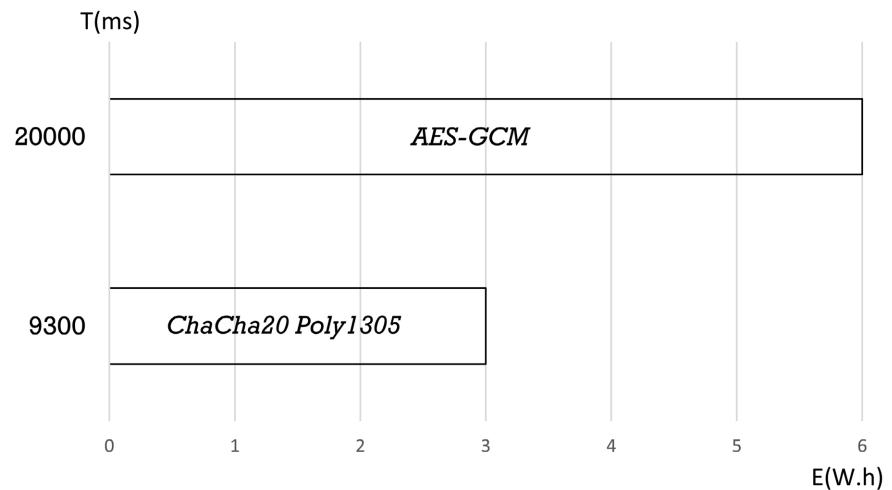 T(ms)
20000
AES-GCM
9300
ChaCha20 Poly1305
0 1 2 3 4 5 6
E(W.h)